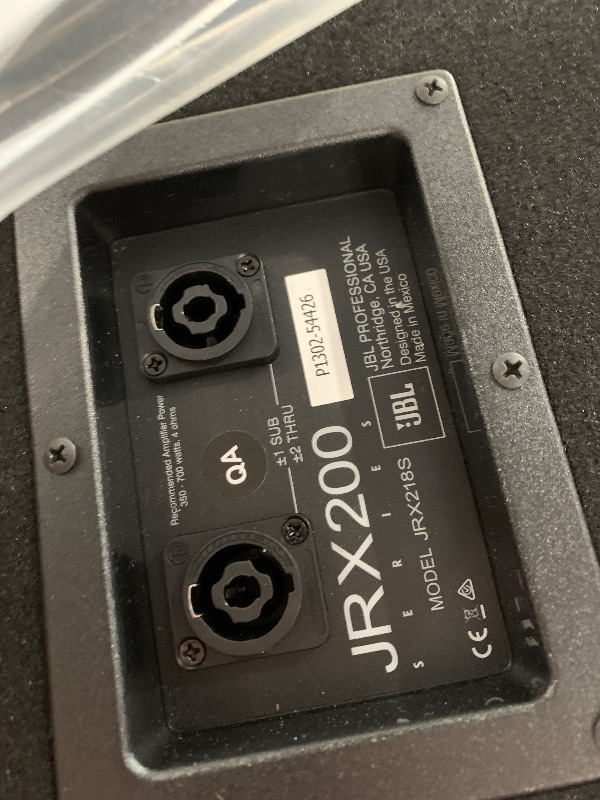 Recommended Amplifier Power
350 - 700 watts, 4 ohms
QA
±1 SUB
±2 THRU
P1302-54426
JRX200
SERIES
MODEL JRX218S
JBL
JBL PROFESSIONAL
Northridge, CA USA
Designed in the USA
Made in Mexico
CE